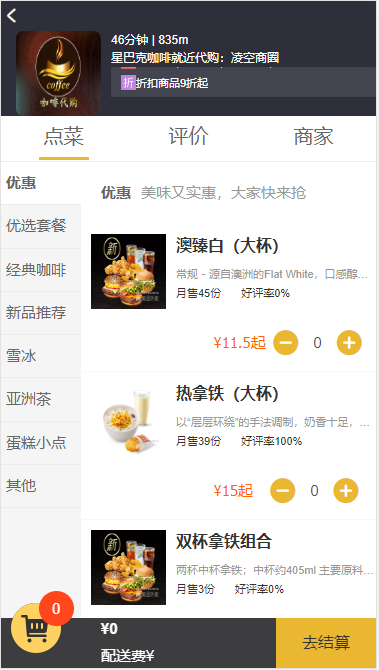 46分钟 | 835m
星巴克咖啡就近代购：凌空商圈
折 折扣商品9折起
coffee
咖啡代购
点菜 评价 商家
优惠
优选套餐
经典咖啡
新品推荐
雪冰
亚洲茶
蛋糕小点
其他
优惠 美味又实惠，大家快来抢
新
澳臻白（大杯）
常规 - 源自澳洲的Flat White，口感醇...
月售45份 好评率0%
¥11.5起 0
热拿铁（大杯）
以“层层环绕”的手法调制，奶香十足，...
月售39份 好评率100%
¥15起 0
新
双杯拿铁组合
两杯中杯拿铁；中杯约405ml 主要原料...
月售3份 好评率0%
0
¥0
配送费¥
去结算